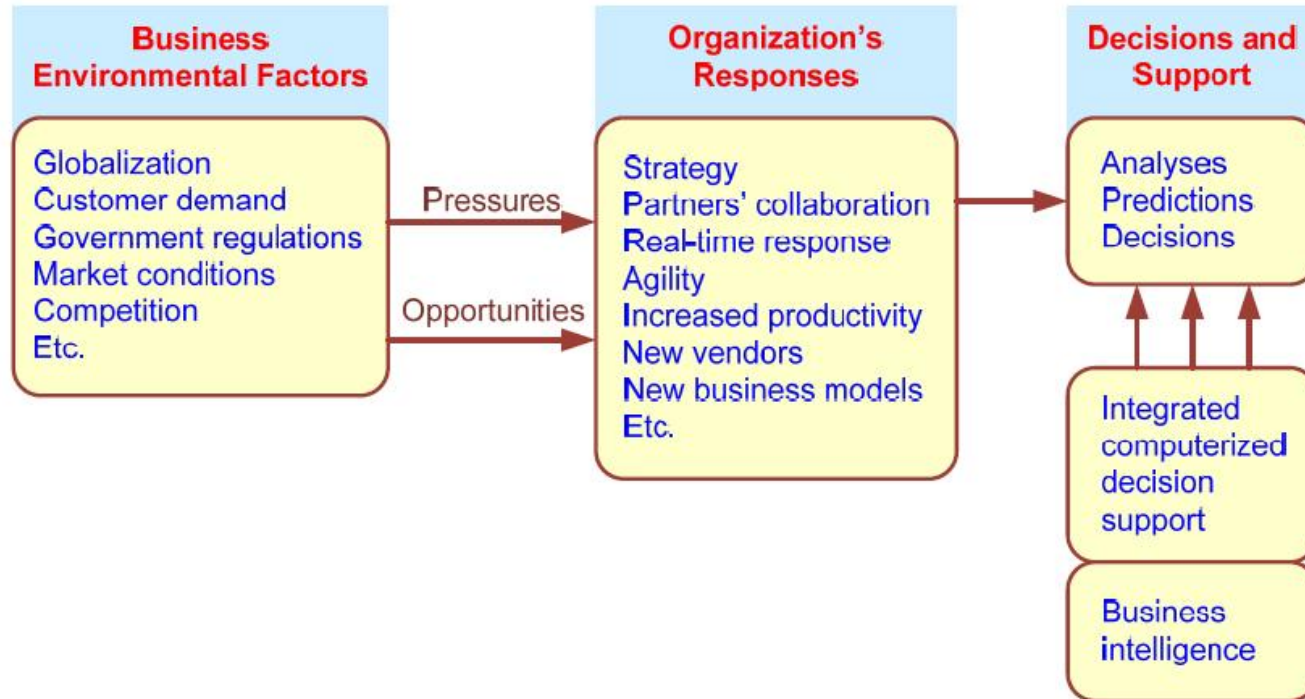 Business
Environmental Factors
Globalization
Customer demand
Government regulations
Market conditions
Competition
Etc.
Pressures
Opportunities
Organization's
Responses
Strategy
Partners' collaboration
Real-time response
Agility
Increased productivity
New vendors
New business models
Etc.
Decisions and
Support
Analyses
Predictions
Decisions
Integrated
computerized
decision
support
Business
intelligence